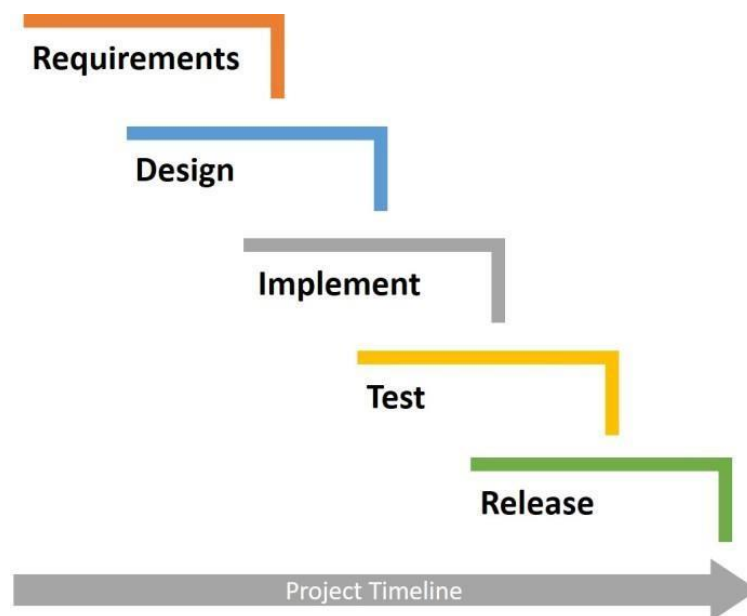 Requirements
Design
Implement
Test
Release
Project Timeline